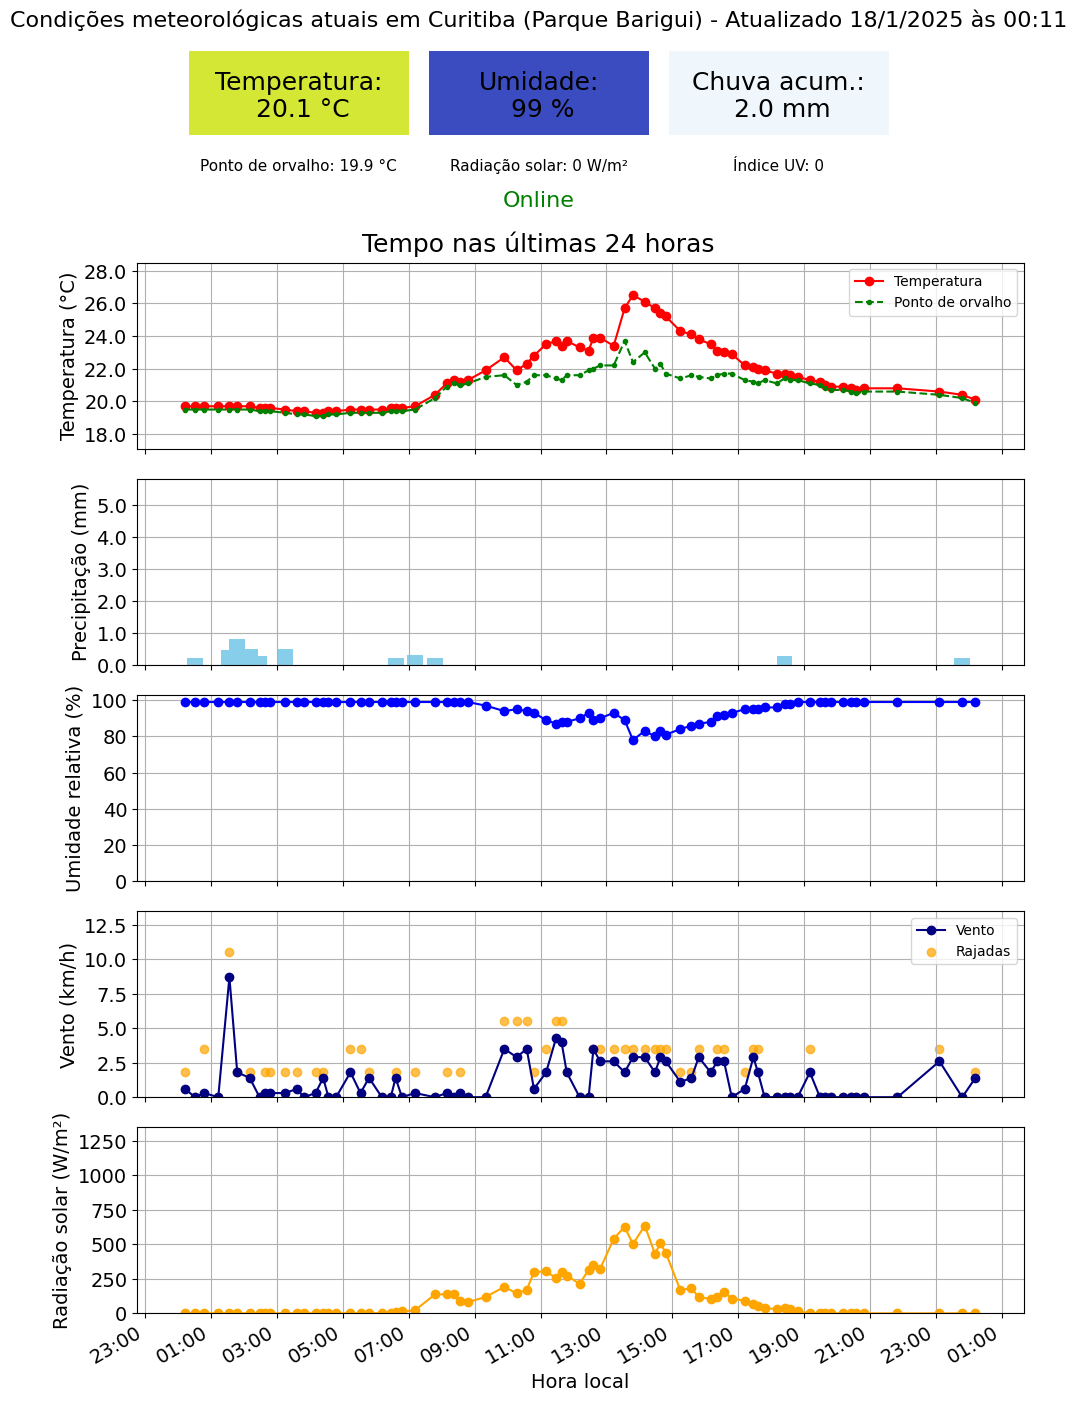 Condições meteorológicas atuais em Curitiba (Parque Barigui) - Atualizado 18/1/2025 às 00:11
Temperatura:
20.1 °C
Umidade:
99 %
Chuva acum.:
2.0 mm
Ponto de orvalho: 19.9 °C
Radiação solar: 0 W/m²
Índice UV: 0
Online
Tempo nas últimas 24 horas
Temperatura (°C)
28.0
26.0
24.0
22.0
20.0
18.0
Temperatura
Ponto de orvalho
Precipitação (mm)
5.0
4.0
3.0
2.0
1.0
0.0
Umidade relativa (%)
100
80
60
40
20
0
Vento (km/h)
12.5
10.0
7.5
5.0
2.5
0.0
Vento
Rajadas
Radiação solar (W/m²)
1250
1000
750
500
250
0
23:00
01:00
03:00
05:00
07:00
09:00
11:00
13:00
15:00
17:00
19:00
21:00
23:00
01:00
Hora local